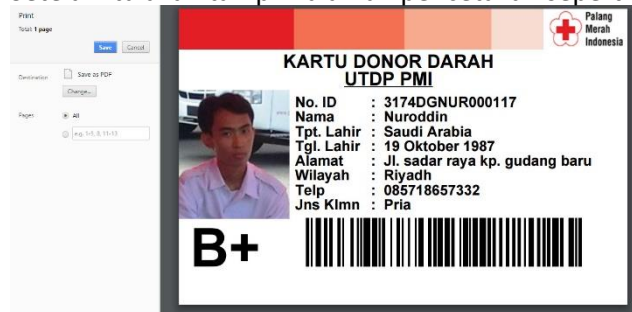 Print
Total: 1 page
Save Cancel
Destination Save as PDF
Change...
Pages All
e.g. 1-5, 8, 11-13
Palang
Merah
Indonesia
KARTU DONOR DARAH
UTDP PMI
No. ID : 3174DGNUR000117
Nama : Nuroddin
Tpt. Lahir : Saudi Arabia
Tgl. Lahir : 19 Oktober 1987
Alamat : Jl. sadar raya kp. gudang baru
Wilayah : Riyadh
Telp : 085718657332
Jns Klmn : Pria
B+